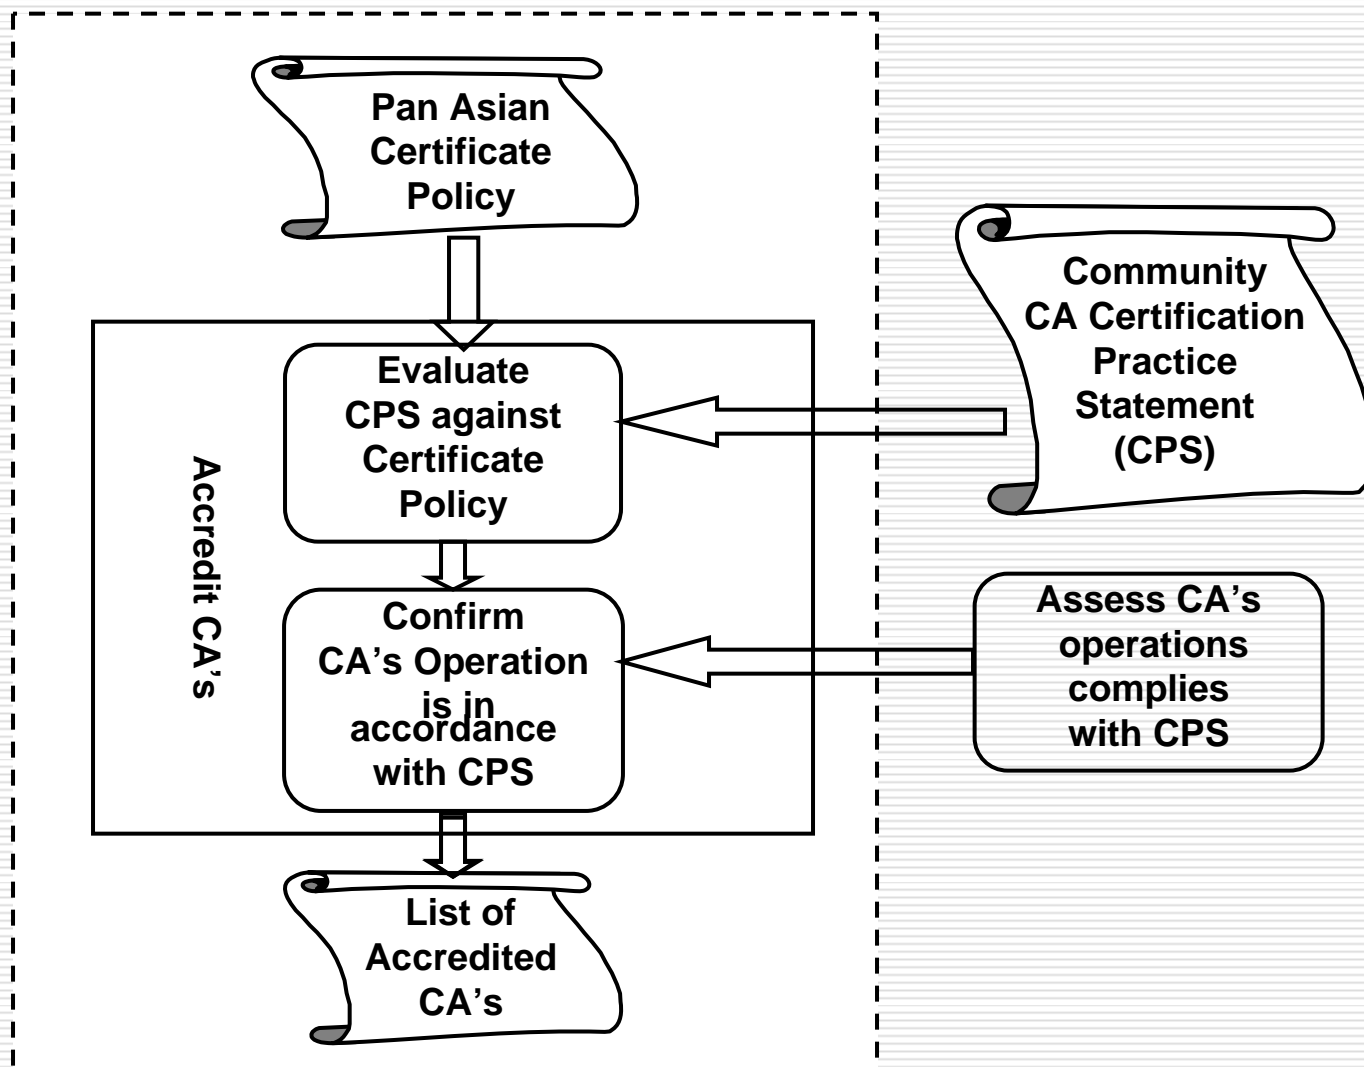 Pan Asian
Certificate
Policy
Community
CA Certification
Practice
Statement
(CPS)
Evaluate
CPS against
Certificate
Policy
Accredit CA’s
Confirm
CA’s Operation
is in
accordance
with CPS
Assess CA’s
operations
complies
with CPS
List of
Accredited
CA’s